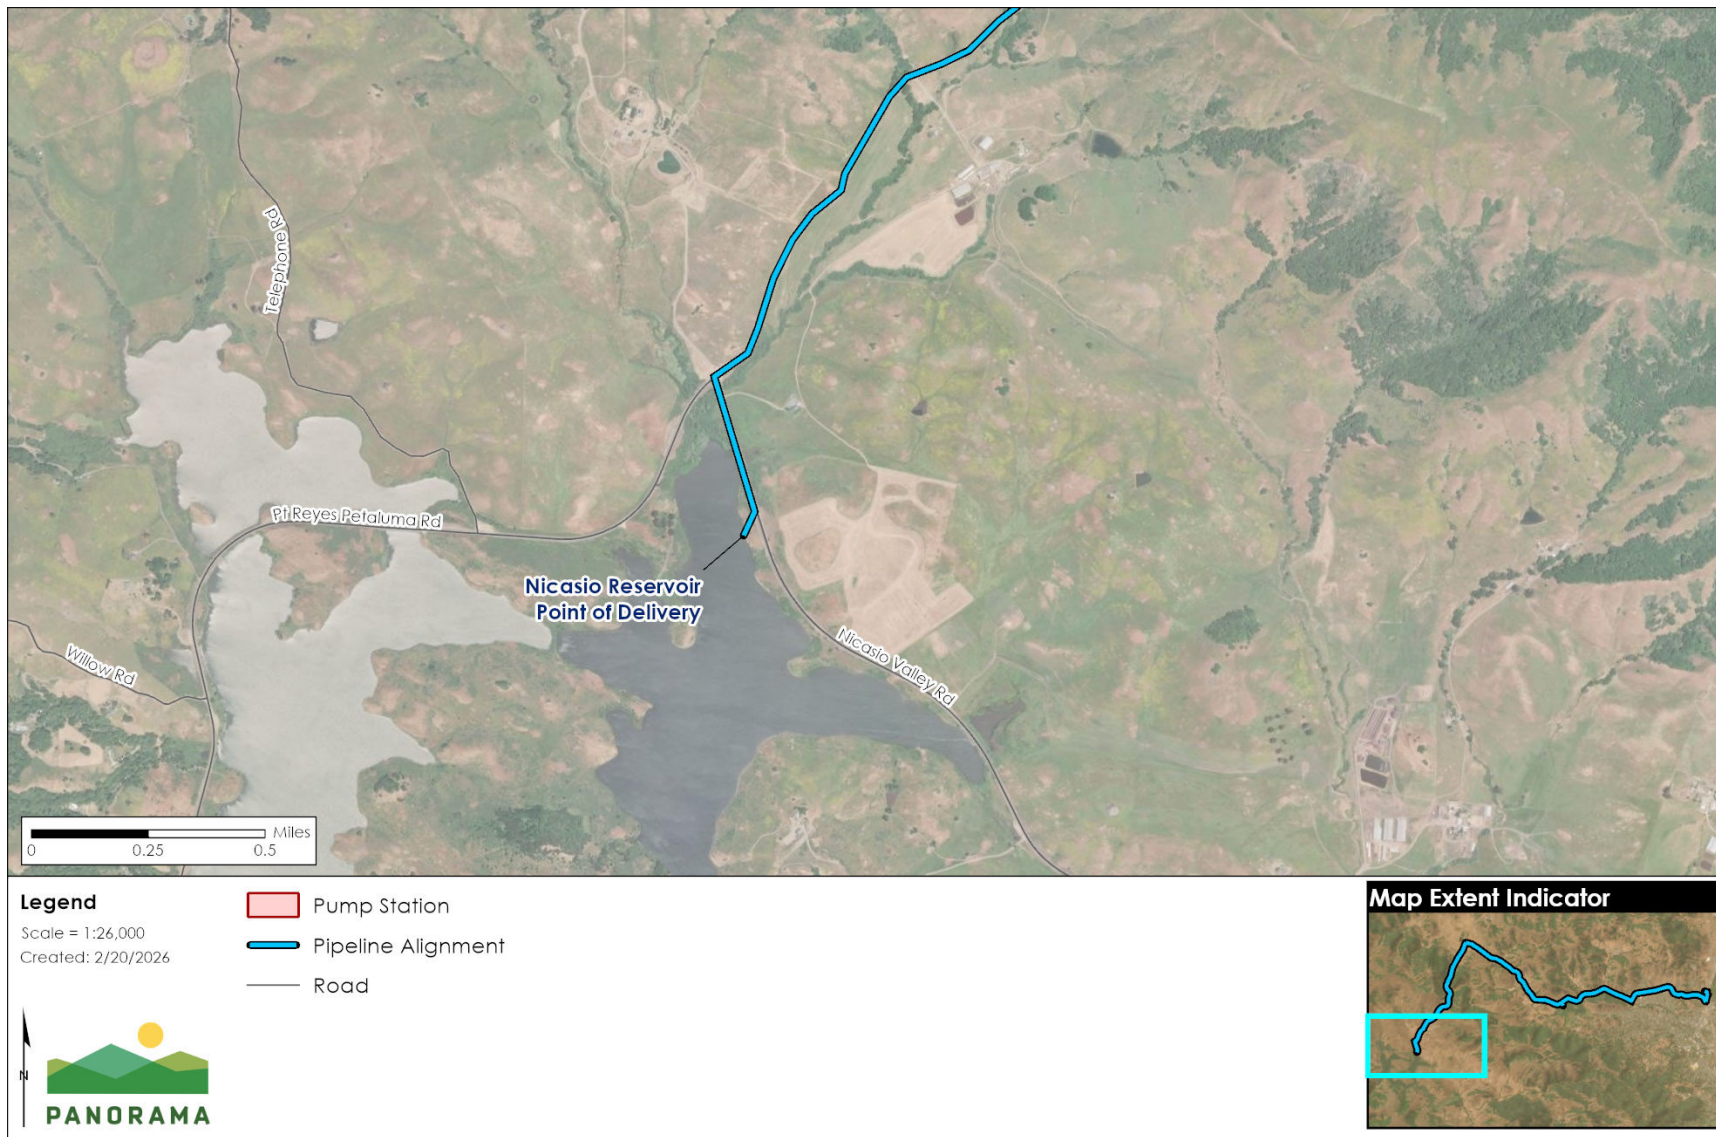 Telephone Rd
Pt Reyes Petaluma Rd
Nicasio Reservoir
Point of Delivery
Nicasio Valley Rd
Willow Rd
Miles
0 0.25 0.5
Legend
Scale = 1:26,000
Created: 2/20/2026
Pump Station
Pipeline Alignment
Road
N
PANORAMA
Map Extent Indicator